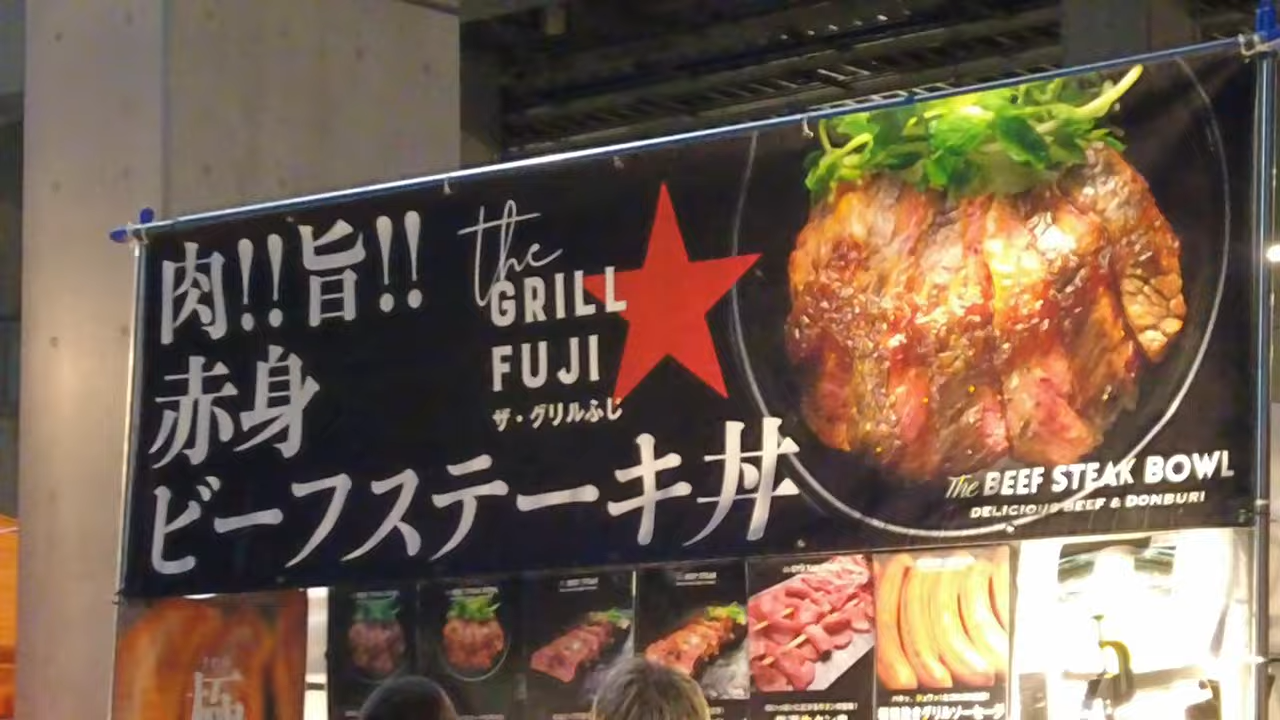 肉!!旨!!
赤身
ビーフステーキ丼
the
GRILL
FUJI
ザ・グリルふじ
The BEEF STEAK BOWL
DELICIOUS BEEF & DONBURI